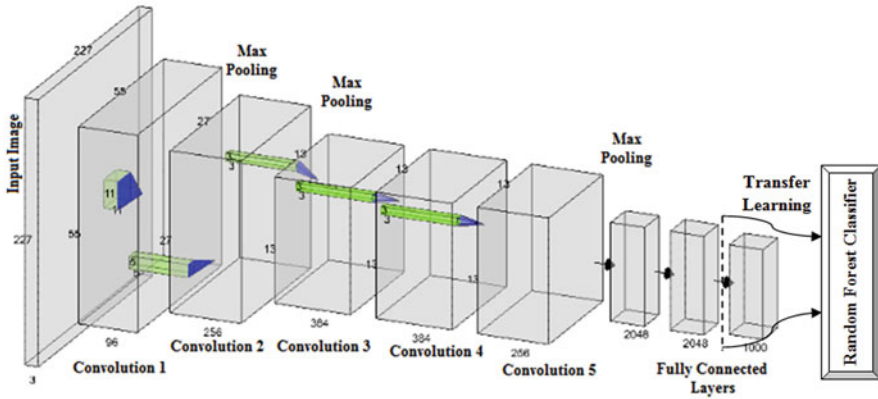 227
55
Max
Pooling
27
Max
Pooling
13
13
13
Max
Pooling
Transfer
Learning
Input Image
227
3
11
11
55
5
5
27
3
3
3
3
3
3
13
13
13
96
256
384
384
256
2048
2048
1000
Convolution 1
Convolution 2
Convolution 3
Convolution 4
Convolution 5
Fully Connected
Layers
Random Forest Classifier